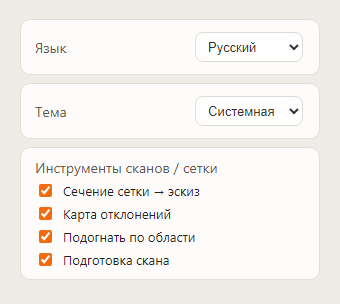 Язык
Русский
Тема
Системная
Инструменты сканов / сетки
Сечение сетки → эскиз
Карта отклонений
Подогнать по области
Подготовка скана